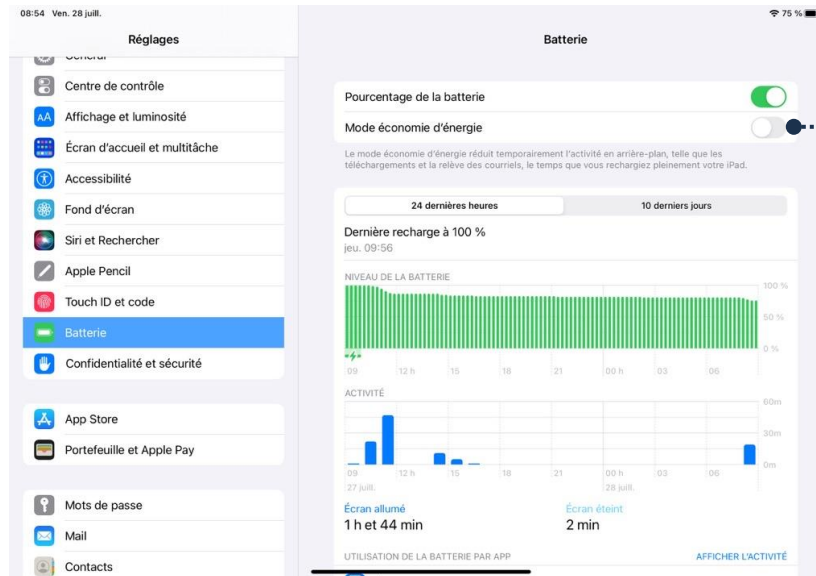 08:54 Ven. 28 juill.
75 %
Réglages
Général
Centre de contrôle
AA
Affichage et luminosité
Écran d'accueil et multitâche
Accessibilité
Fond d'écran
Siri et Rechercher
Apple Pencil
Touch ID et code
Batterie
Confidentialité et sécurité
App Store
Portefeuille et Apple Pay
Mots de passe
Mail
Contacts
Batterie
Pourcentage de la batterie
Mode économie d'énergie
Le mode économie d'énergie réduit temporairement l'activité en arrière-plan, telle que les
téléchargements et la relève des courriels, le temps que vous rechargiez pleinement votre iPad.
24 dernières heures
10 derniers jours
Dernière recharge à 100 %
jeu. 09:56
NIVEAU DE LA BATTERIE
100 %
50 %
0 %
09 12 h 15 18 21 00 h 03 06
ACTIVITÉ
60m
30m
0m
09 12 h 15 18 21 00 h 03 06
27 juill. 28 juill.
Écran allumé
1 h et 44 min
Écran éteint
2 min
UTILISATION DE LA BATTERIE PAR APP
AFFICHER L'ACTIVITÉ